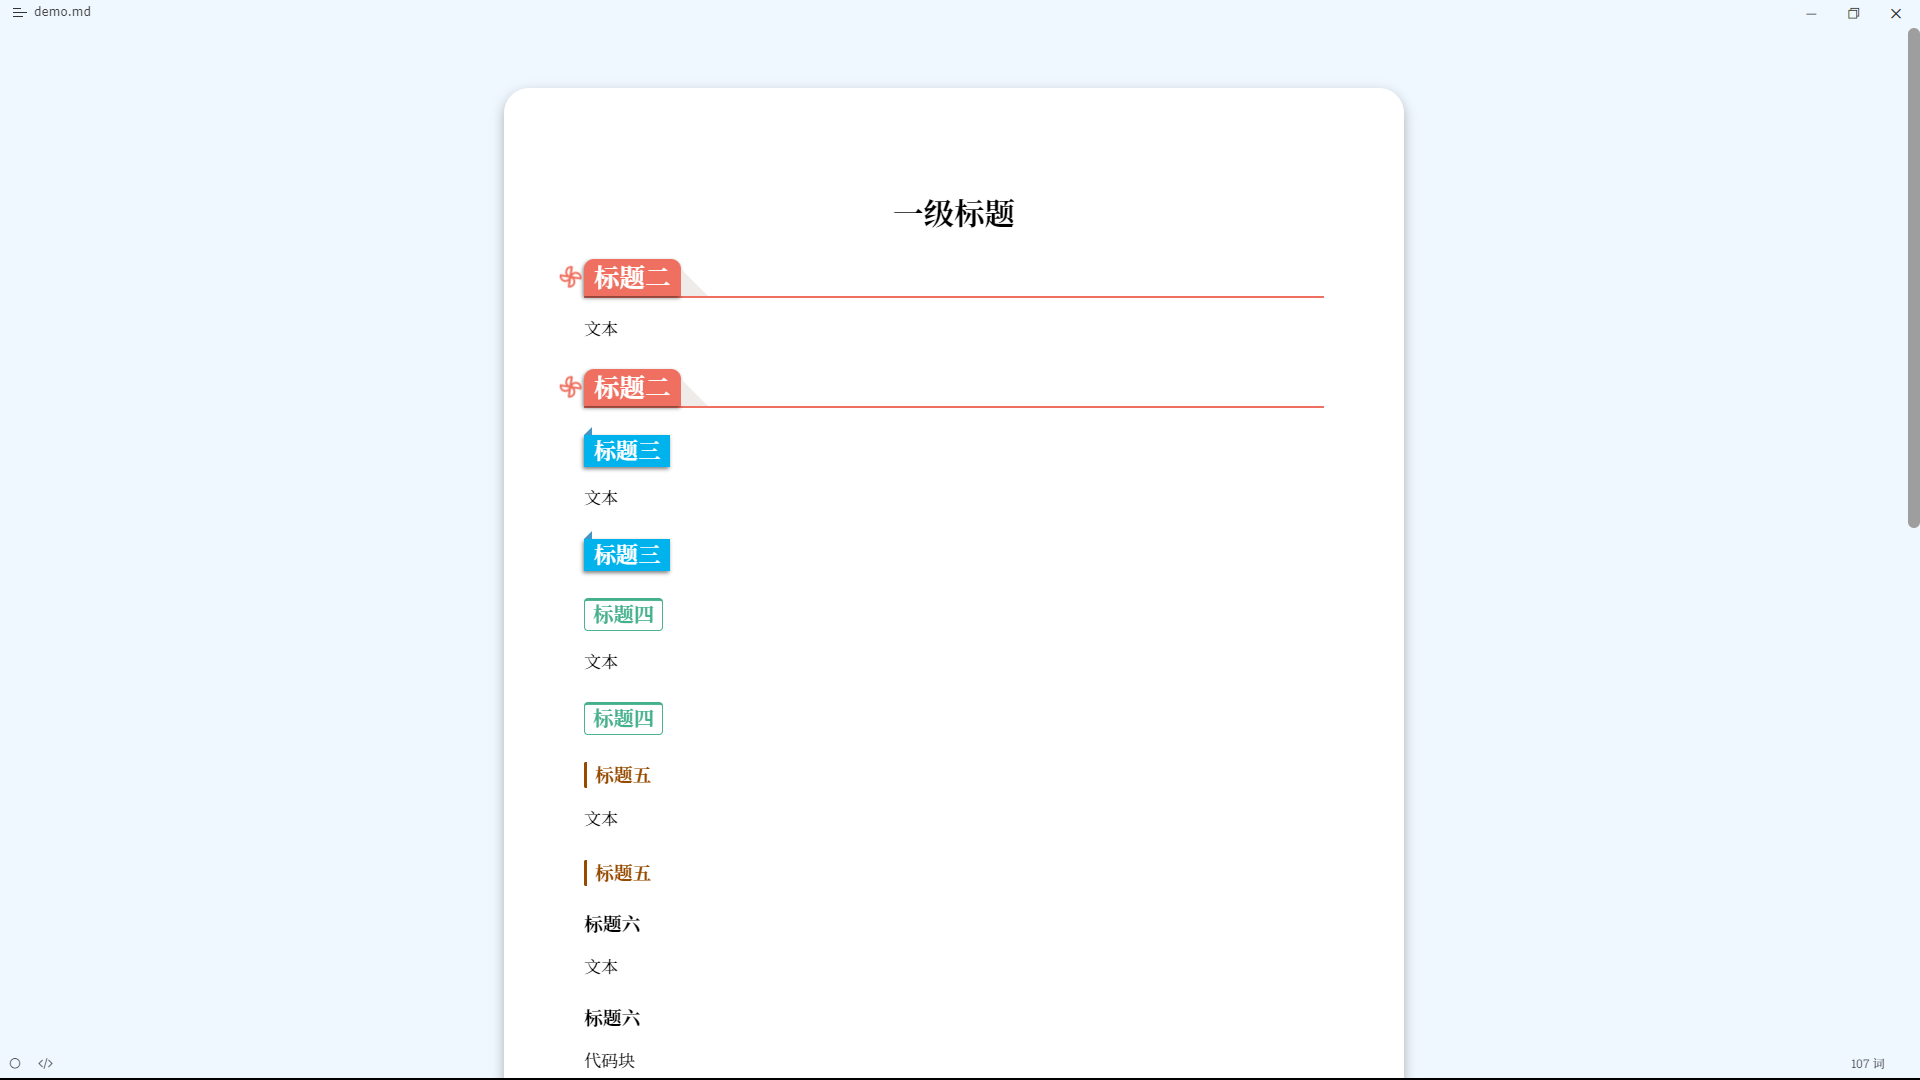 demo.md
一级标题
标题二
文本
标题二
标题三
文本
标题三
标题四
文本
标题四
标题五
文本
标题五
标题六
文本
标题六
代码块
107 词